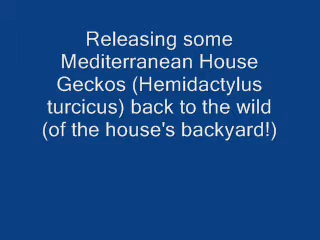 Releasing some
Mediterranean House
Geckos (Hemidactylus
turcicus) back to the wild
(of the house's backyard!)